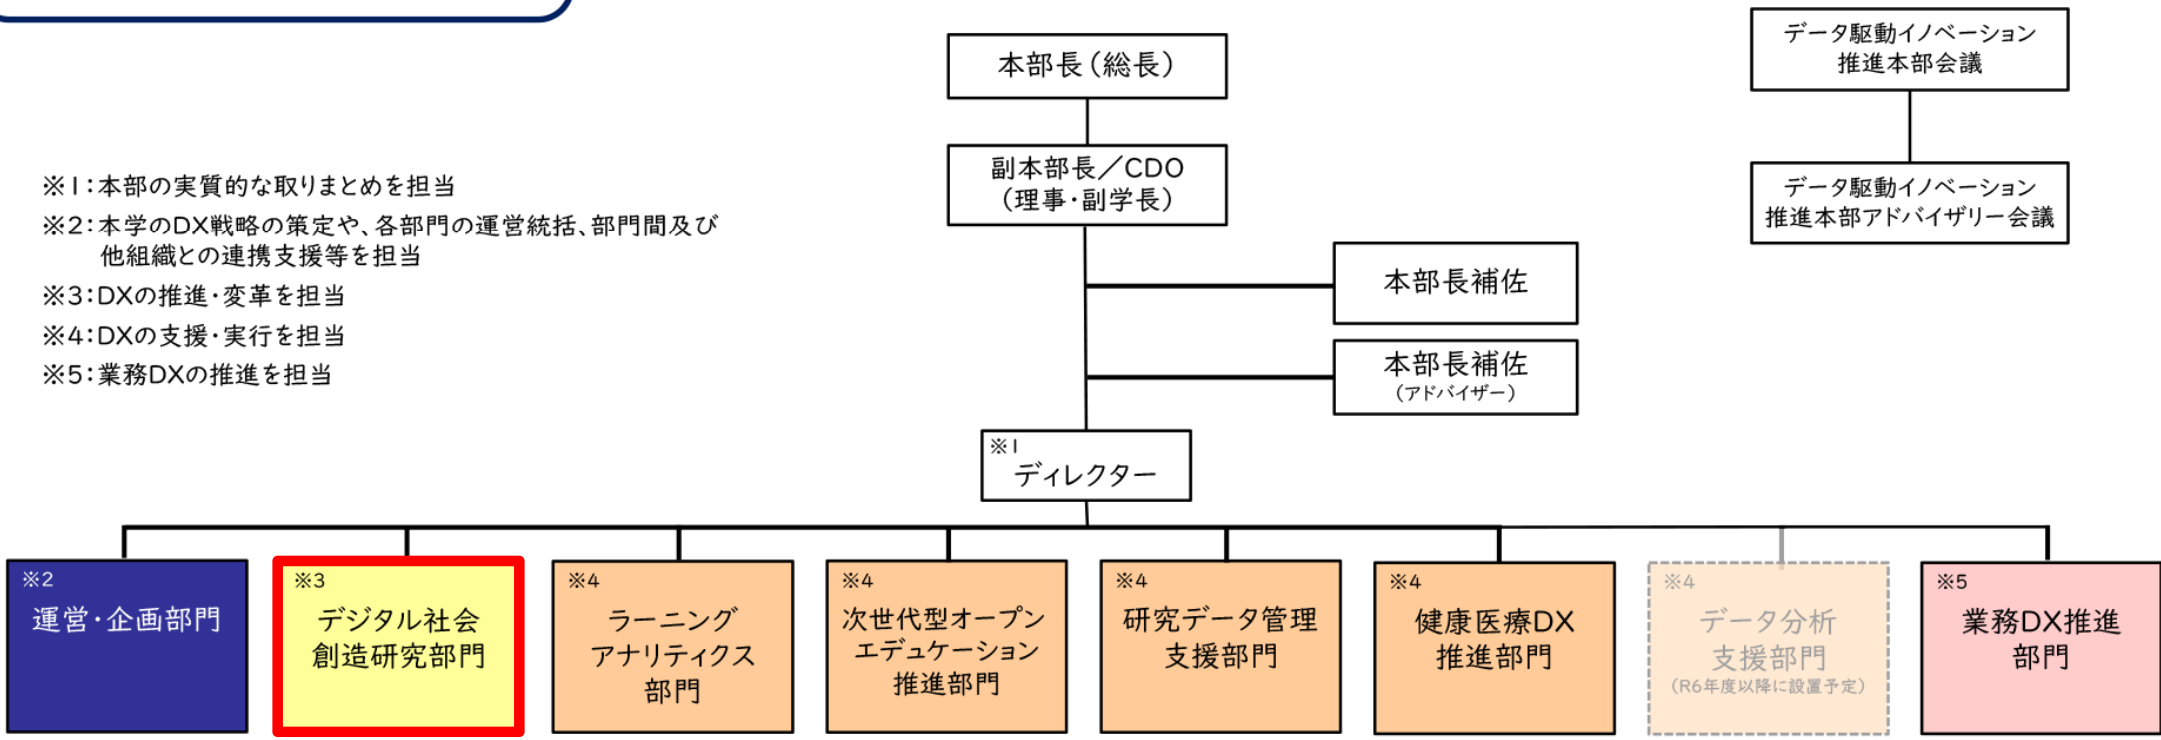 本部長(総長)
副本部長／CDO
(理事・副学長)
本部長補佐
本部長補佐
(アドバイザー)
※1
ディレクター
データ駆動イノベーション
推進本部会議
データ駆動イノベーション
推進本部アドバイザリー会議
※1：本部の実質的な取りまとめを担当
※2：本学のDX戦略の策定や、各部門の運営統括、部門間及び
他組織との連携支援等を担当
※3：DXの推進・変革を担当
※4：DXの支援・実行を担当
※5：業務DXの推進を担当
※2
運営・企画部門
※3
デジタル社会
創造研究部門
※4
ラーニング
アナリティクス
部門
※4
次世代型オープン
エデュケーション
推進部門
※4
研究データ管理
支援部門
※4
健康医療DX
推進部門
※4
データ分析
支援部門
(R6年度以降に設置予定)
※5
業務DX推進
部門